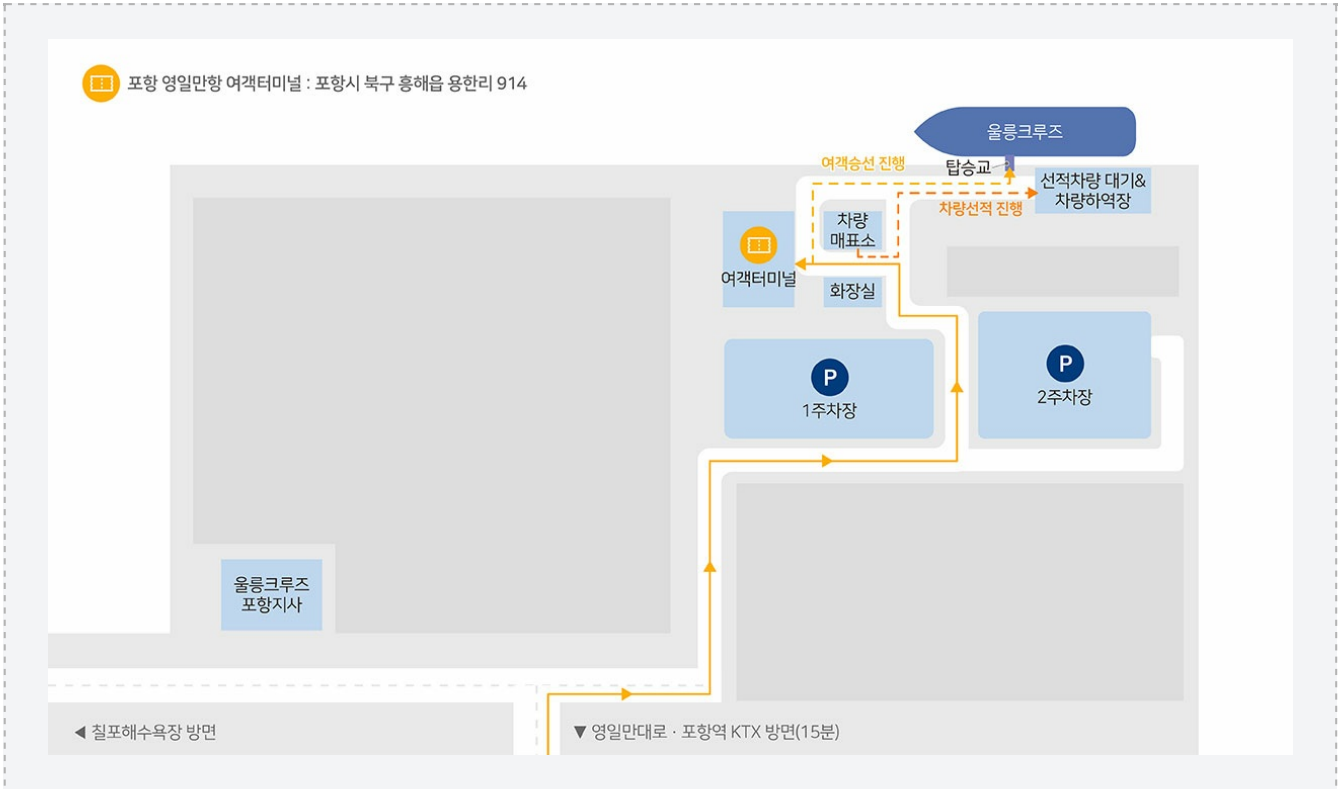 포항 영일만항 여객터미널 : 포항시 북구 흥해읍 용한리 914
울릉크루즈
여객승선 진행
탑승교
선적차량 대기&
차량하역장
차량선적 진행
차량
매표소
여객터미널
화장실
P
1주차장
P
2주차장
울릉크루즈
포항지사
◀ 칠포해수욕장 방면
▼ 영일만대로 · 포항역 KTX 방면(15분)